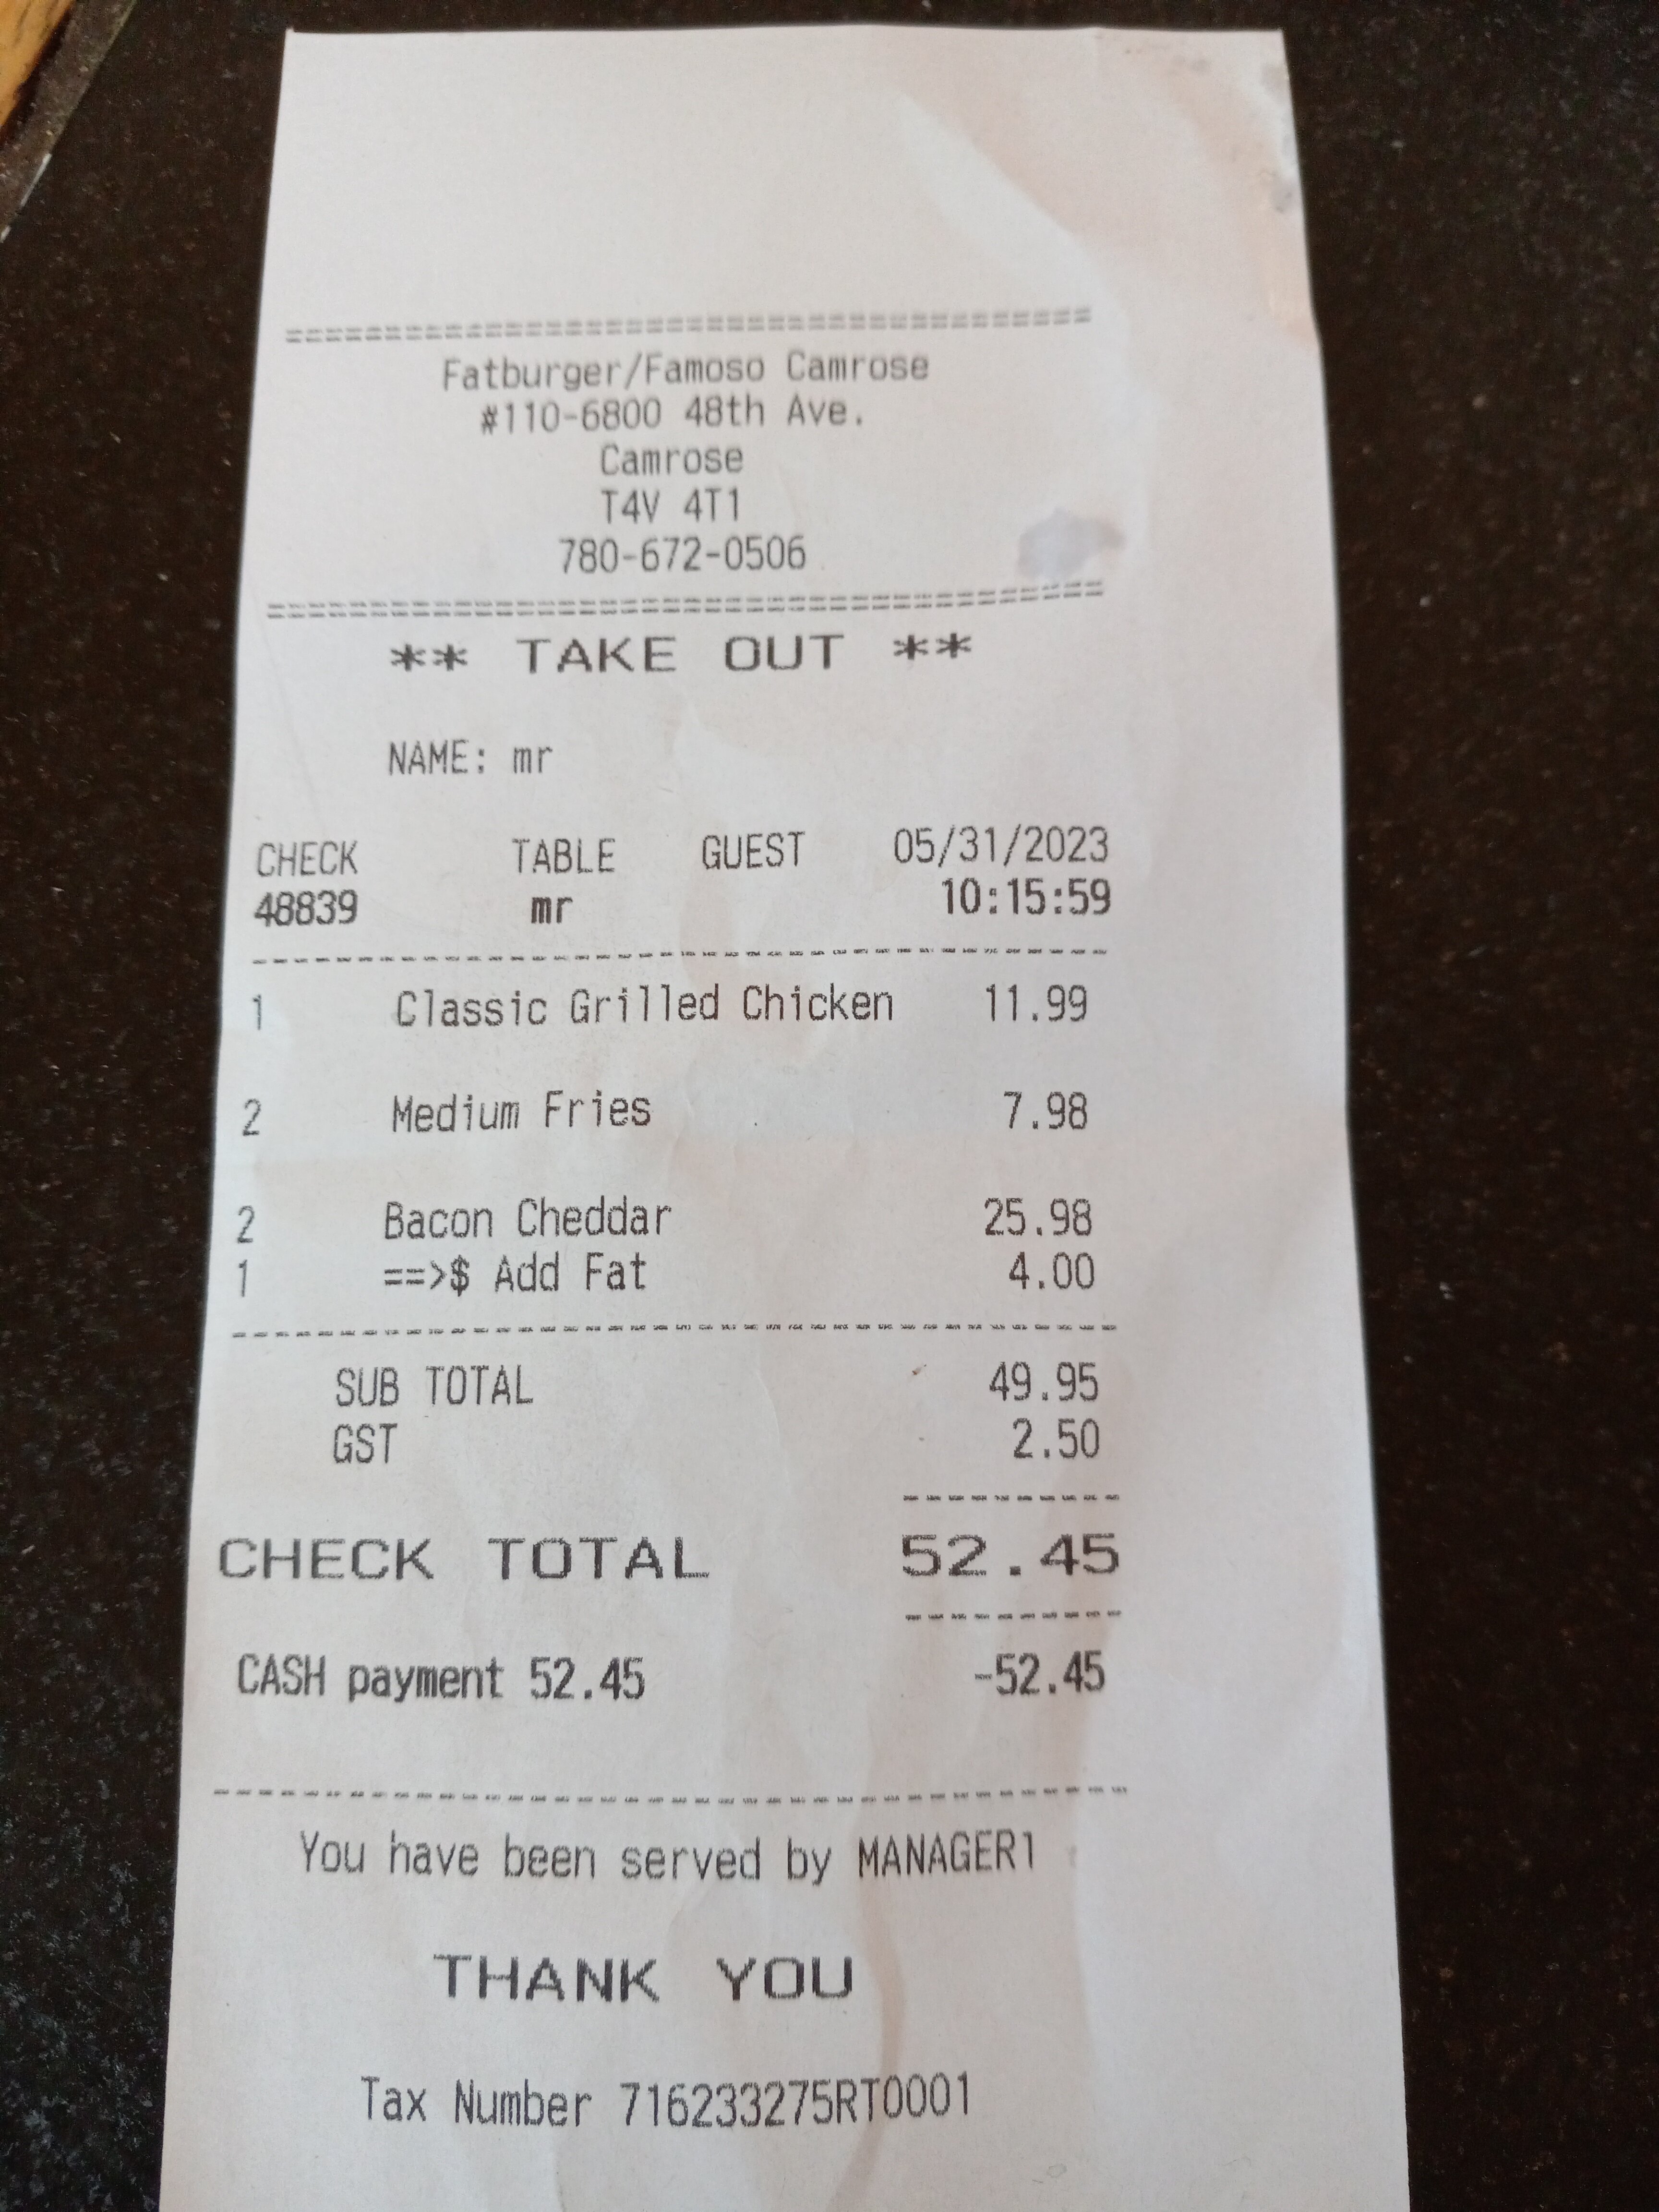 ========================================
Fatburger/Famoso Camrose
#110-6800 48th Ave.
Camrose
T4V 4T1
780-672-0506
========================================
** TAKE OUT **
NAME: mr
CHECK TABLE GUEST 05/31/2023
48839 mr 10:15:59
----------------------------------------
1 Classic Grilled Chicken 11.99
2 Medium Fries 7.98
2 Bacon Cheddar 25.98
1 ==>$ Add Fat 4.00
----------------------------------------
SUB TOTAL 49.95
GST 2.50
----------
CHECK TOTAL 52.45
----------
CASH payment 52.45 -52.45
----------------------------------------
You have been served by MANAGER1
THANK YOU
Tax Number 716233275RT0001